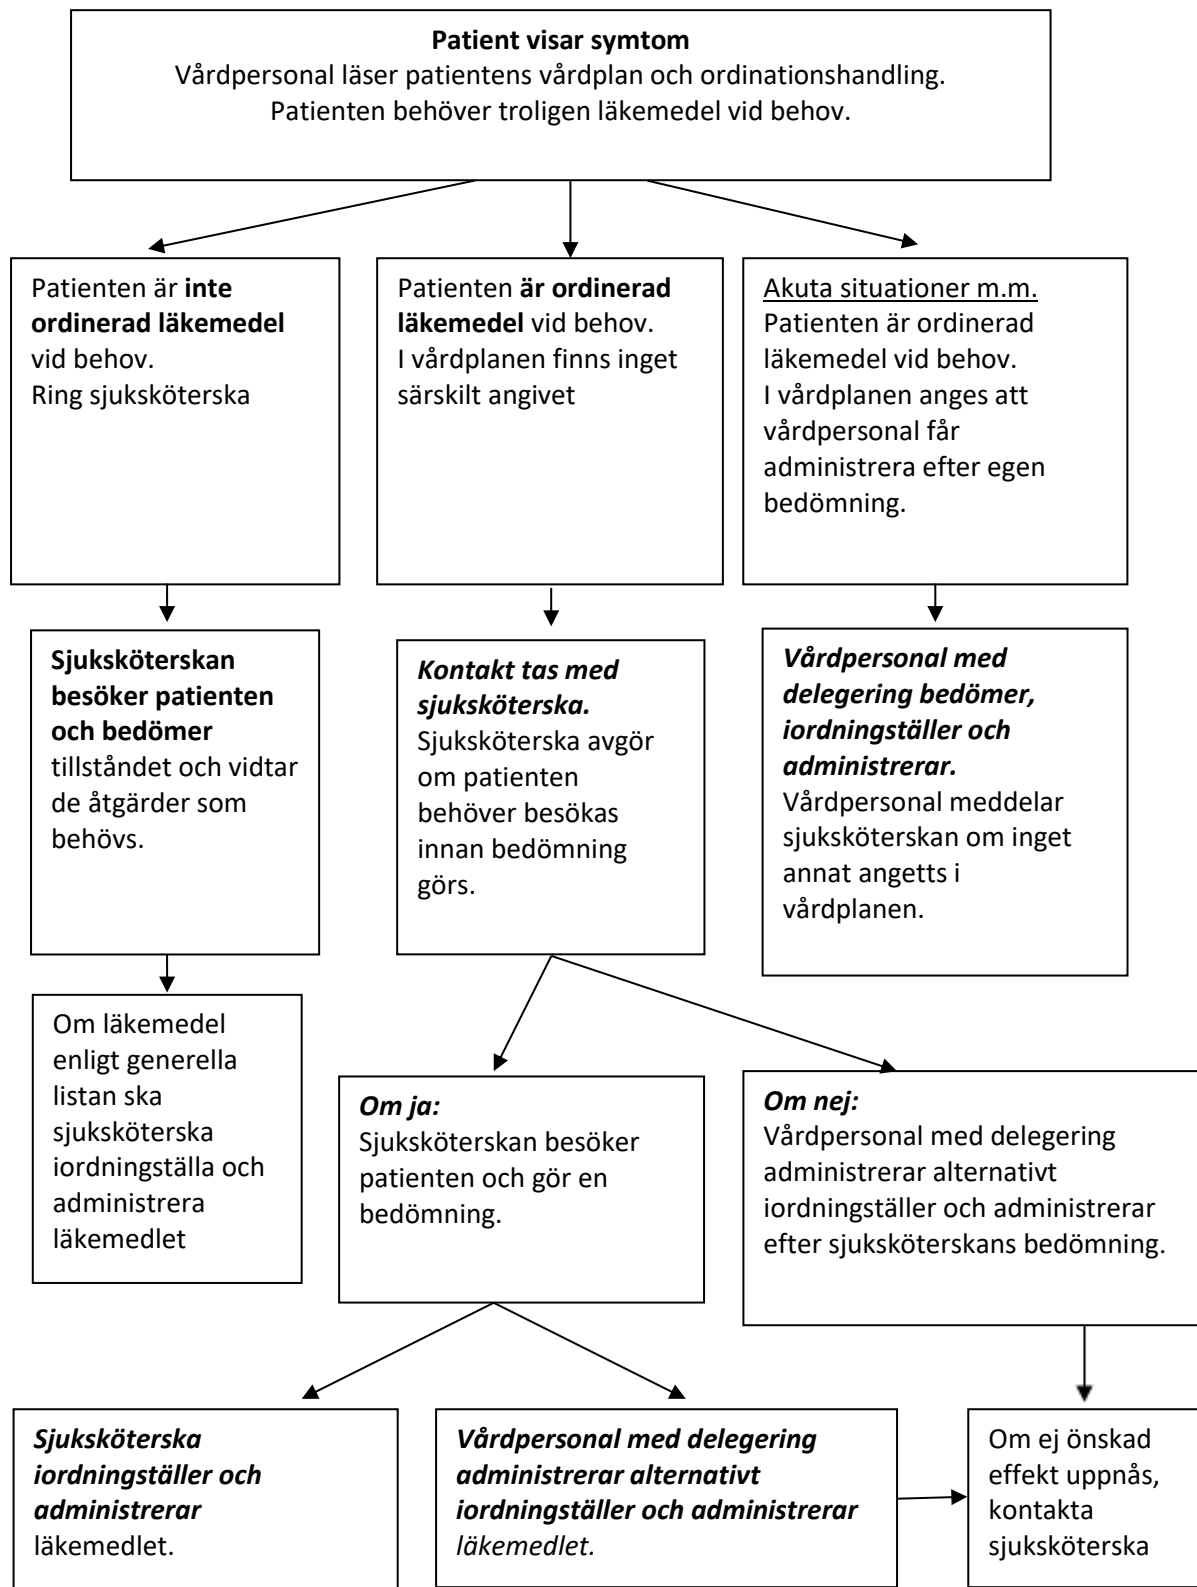 Patient visar symtom
Vårdpersonal läser patientens vårdplan och ordinationshandling.
Patienten behöver troligen läkemedel vid behov.
Patienten är inte
ordinerad läkemedel
vid behov.
Ring sjuksköterska
Patienten är ordinerad
läkemedel vid behov.
I vårdplanen finns inget
särskilt angivet
Akuta situationer m.m.
Patienten är ordinerad
läkemedel vid behov.
I vårdplanen anges att
vårdpersonal får
administrera efter egen
bedömning.
Sjuksköterskan
besöker patienten
och bedömer
tillståndet och vidtar
de åtgärder som
behövs.
Kontakt tas med
sjuksköterska.
Sjuksköterska avgör
om patienten
behöver besökas
innan bedömning
görs.
Vårdpersonal med
delegering bedömer,
iordningställer och
administrerar.
Vårdpersonal meddelar
sjuksköterskan om inget
annat angetts i
vårdplanen.
Om läkemedel
enligt generella
listan ska
sjuksköterska
iordningställa och
administrera
läkemedlet
Om ja:
Sjuksköterskan besöker
patienten och gör en
bedömning.
Om nej:
Vårdpersonal med delegering
administrerar alternativt
iordningställer och administrerar
efter sjuksköterskans bedömning.
Sjuksköterska
iordningställer och
administrerar
läkemedlet.
Vårdpersonal med delegering
administrerar alternativt
iordningställer och administrerar
läkemedlet.
Om ej önskad
effekt uppnås,
kontakta
sjuksköterska